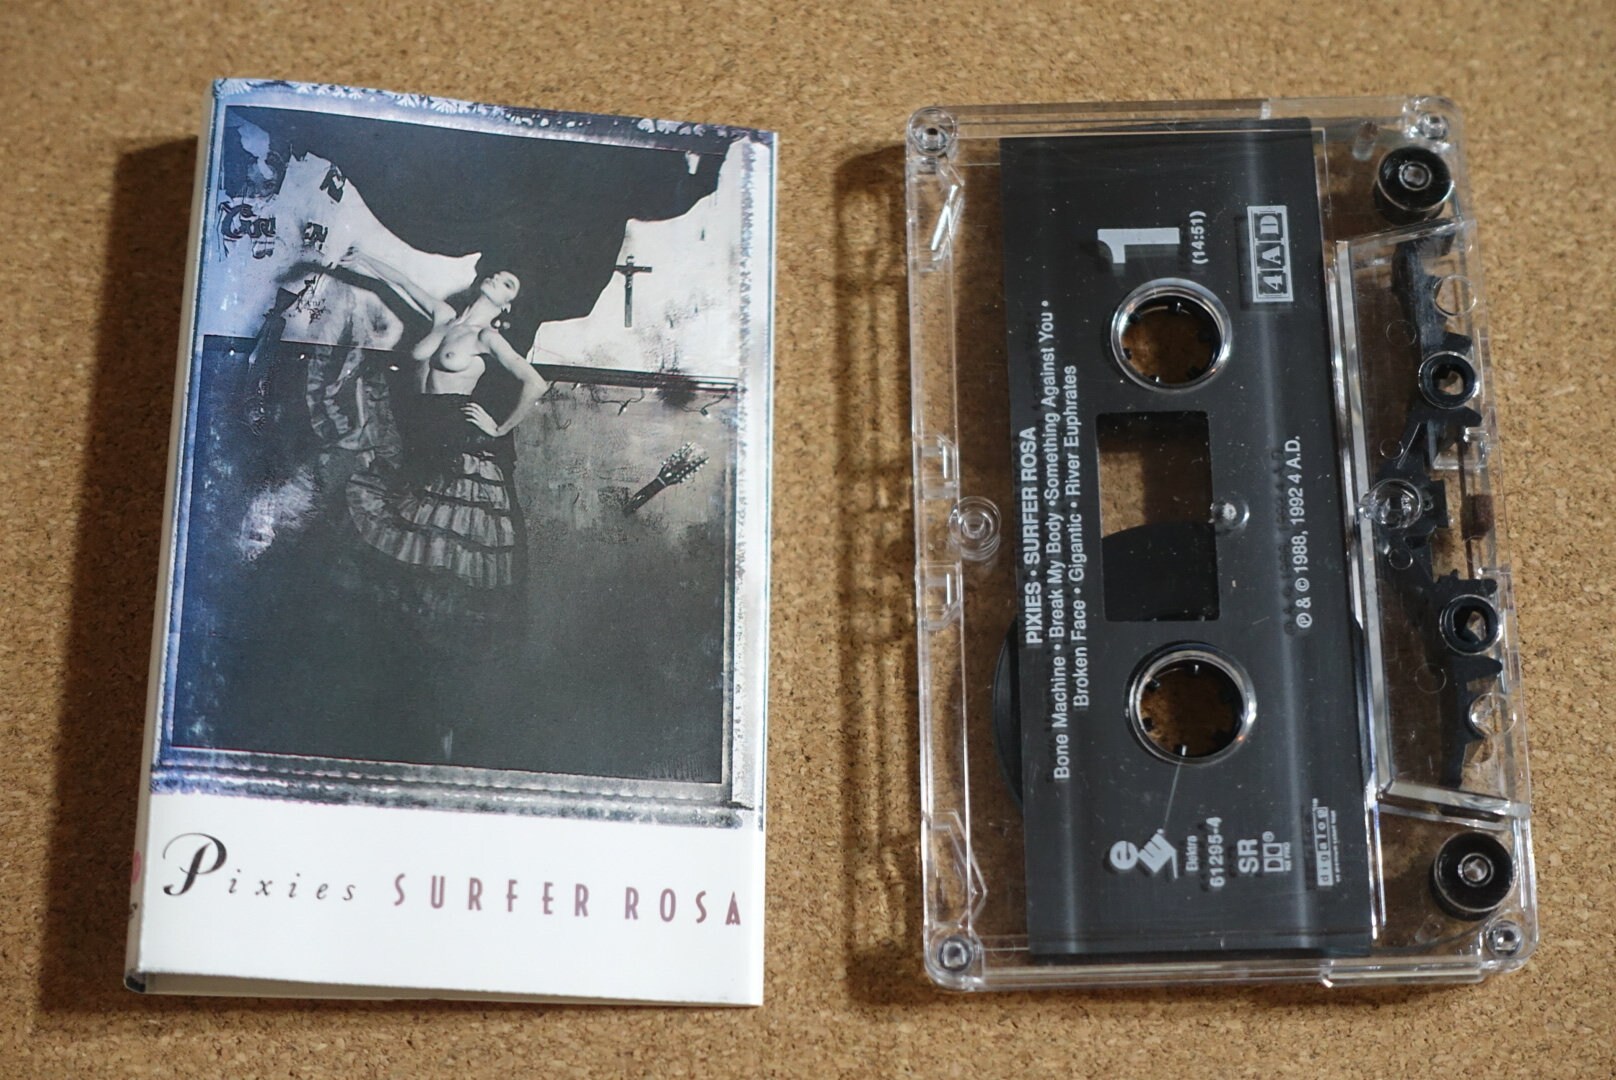 Pixies SURFER ROSA
1
(14:51)
4AD
PIXIES • SURFER ROSA
Bone Machine • Break My Body •Something Against You •
Broken Face • Gigantic • River Euphrates
℗ & © 1988, 1992 4 A.D.
e
Elektra
61295-4
SR
digalog